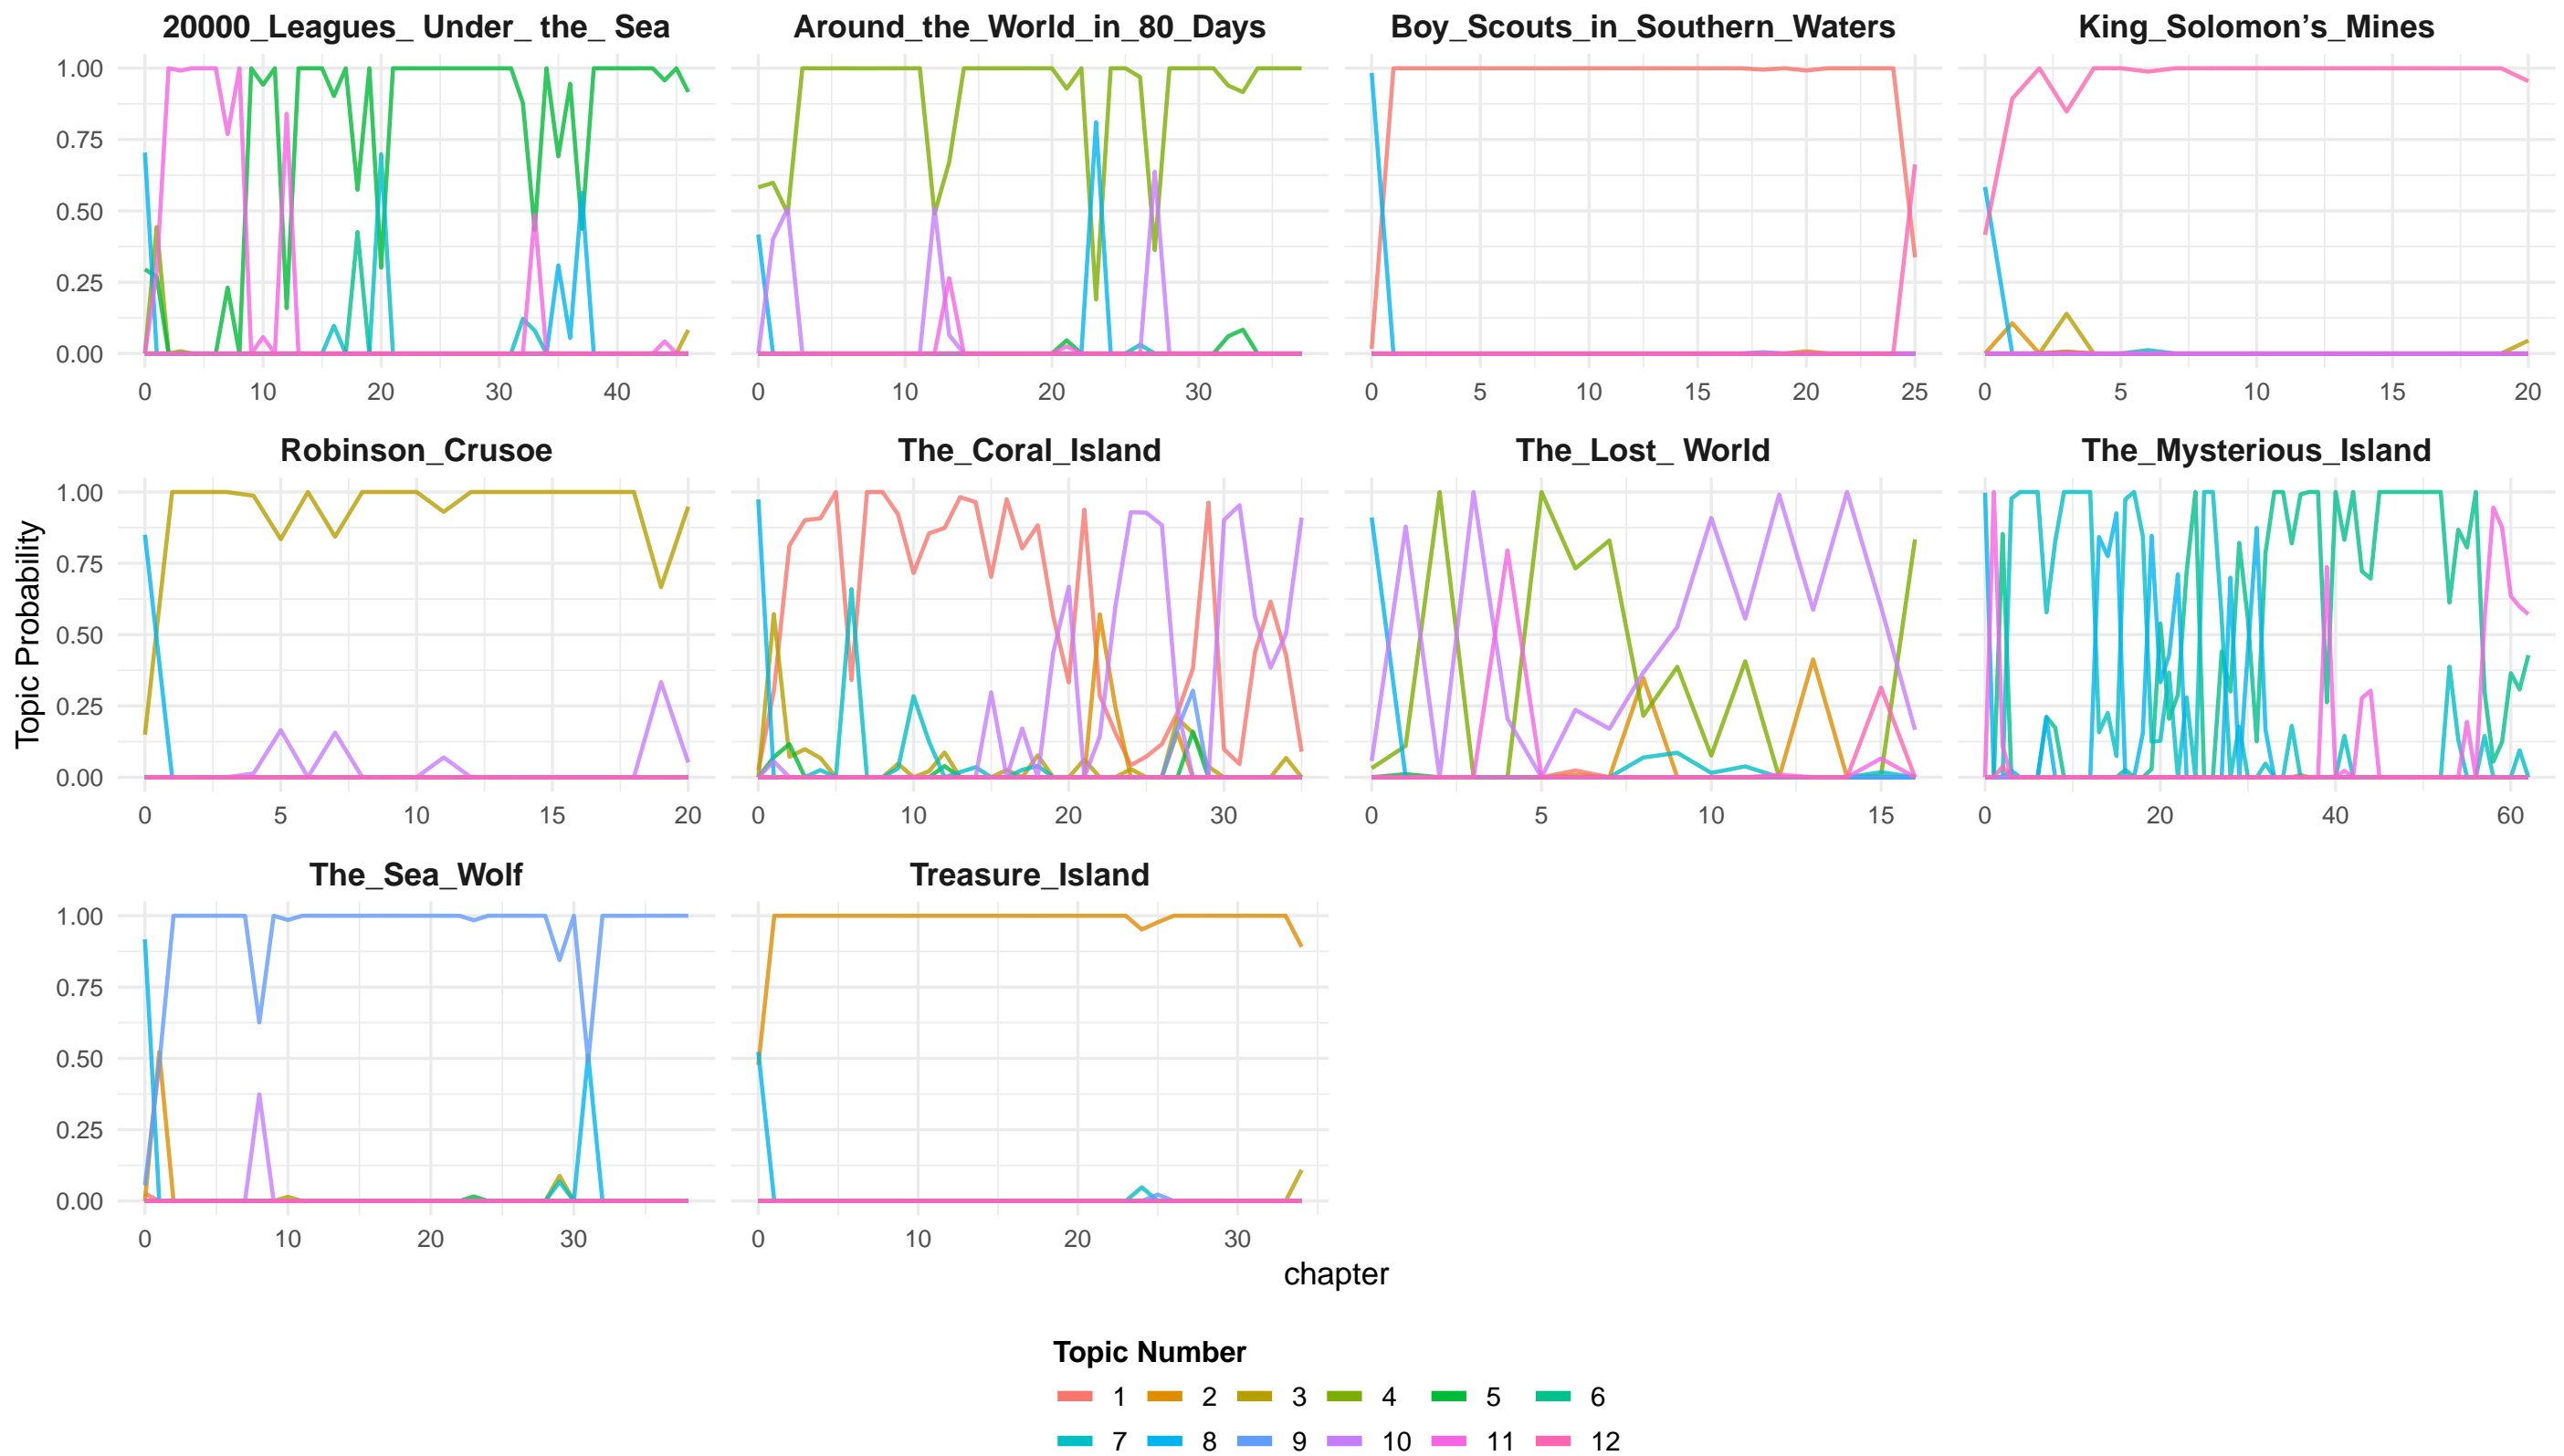 20000_Leagues_ Under_ the_ Sea
Around_the_World_in_80_Days
Boy_Scouts_in_Southern_Waters
King_Solomon’s_Mines
1.00
0.75
0.50
0.25
0.00
0 10 20 30 40
0 10 20 30
0 5 10 15 20 25
0 5 10 15 20
Robinson_Crusoe
The_Coral_Island
The_Lost_ World
The_Mysterious_Island
Topic Probability
1.00
0.75
0.50
0.25
0.00
0 5 10 15 20
0 10 20 30
0 5 10 15
0 20 40 60
The_Sea_Wolf
Treasure_Island
1.00
0.75
0.50
0.25
0.00
0 10 20 30
0 10 20 30
chapter
Topic Number
1 2 3 4 5 6
7 8 9 10 11 12